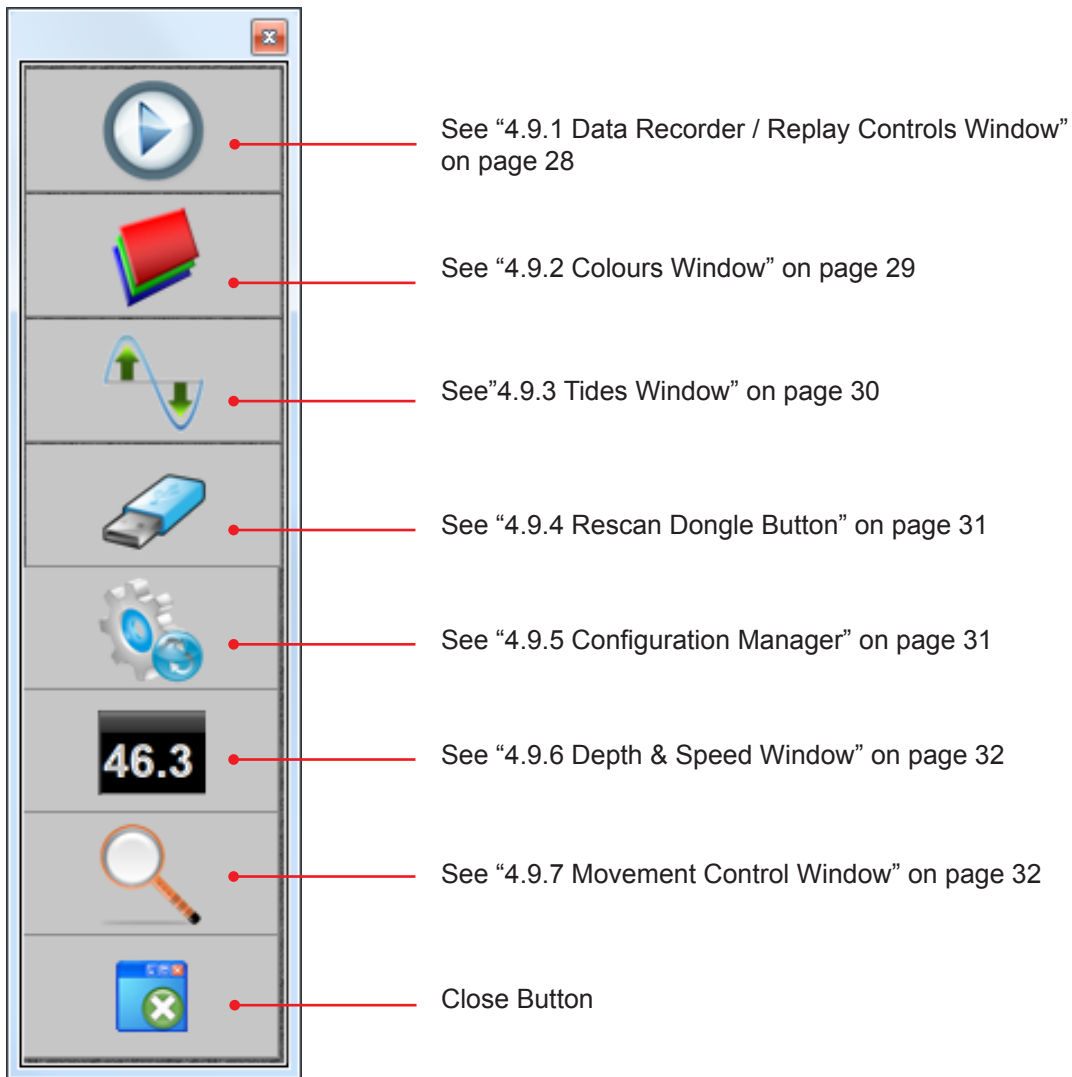 See “4.9.1 Data Recorder / Replay Controls Window”
on page 28
See “4.9.2 Colours Window” on page 29
See”4.9.3 Tides Window” on page 30
See “4.9.4 Rescan Dongle Button” on page 31
See “4.9.5 Configuration Manager” on page 31
46.3
See “4.9.6 Depth & Speed Window” on page 32
See “4.9.7 Movement Control Window” on page 32
Close Button